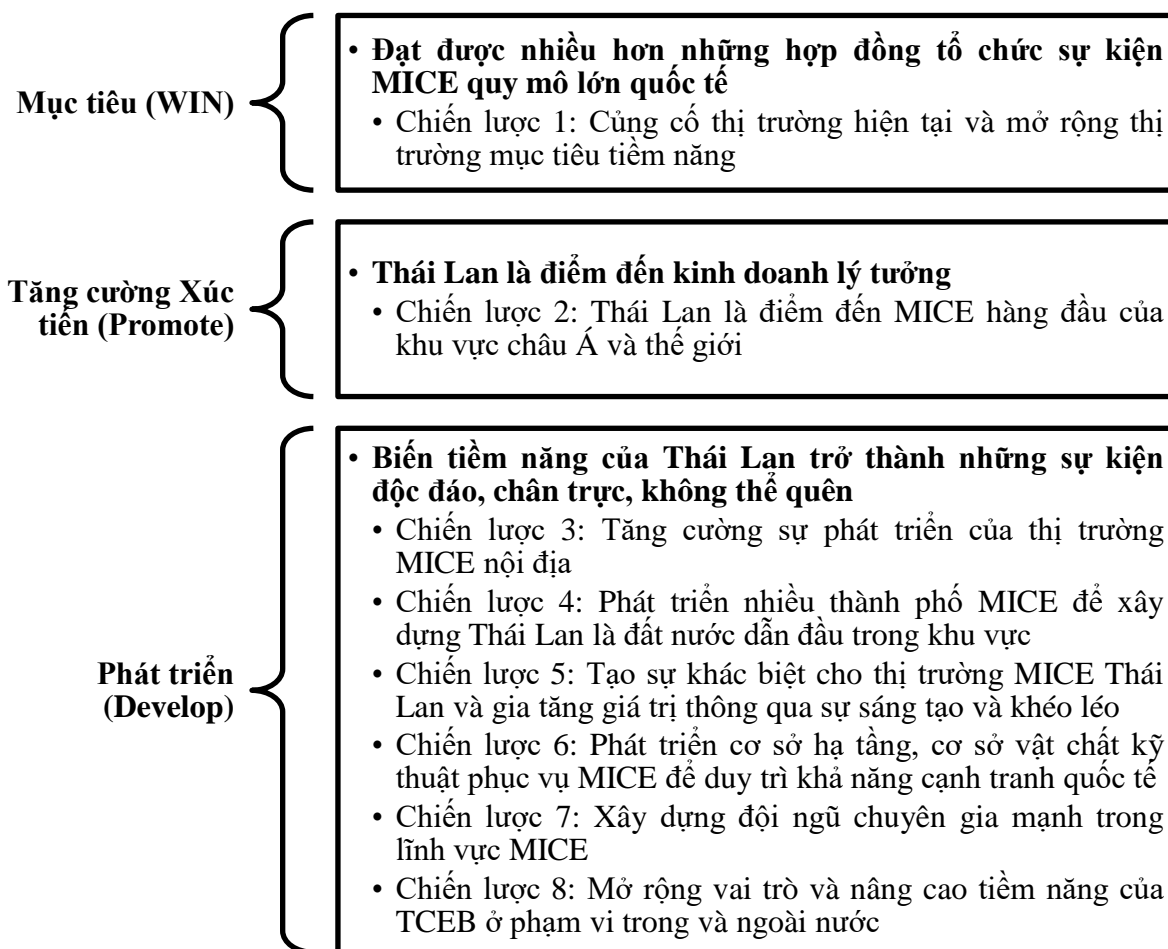 Mục tiêu (WIN)
• Đạt được nhiều hơn những hợp đồng tổ chức sự kiện
MICE quy mô lớn quốc tế
• Chiến lược 1: Củng cố thị trường hiện tại và mở rộng thị
trường mục tiêu tiềm năng
Tăng cường Xúc
tiến (Promote)
• Thái Lan là điểm đến kinh doanh lý tưởng
• Chiến lược 2: Thái Lan là điểm đến MICE hàng đầu của
khu vực châu Á và thế giới
Phát triển
(Develop)
• Biến tiềm năng của Thái Lan trở thành những sự kiện
độc đáo, chân trực, không thể quên
• Chiến lược 3: Tăng cường sự phát triển của thị trường
MICE nội địa
• Chiến lược 4: Phát triển nhiều thành phố MICE để xây
dựng Thái Lan là đất nước dẫn đầu trong khu vực
• Chiến lược 5: Tạo sự khác biệt cho thị trường MICE Thái
Lan và gia tăng giá trị thông qua sự sáng tạo và khéo léo
• Chiến lược 6: Phát triển cơ sở hạ tầng, cơ sở vật chất kỹ
thuật phục vụ MICE để duy trì khả năng cạnh tranh quốc tế
• Chiến lược 7: Xây dựng đội ngũ chuyên gia mạnh trong
lĩnh vực MICE
• Chiến lược 8: Mở rộng vai trò và nâng cao tiềm năng của
TCEB ở phạm vi trong và ngoài nước